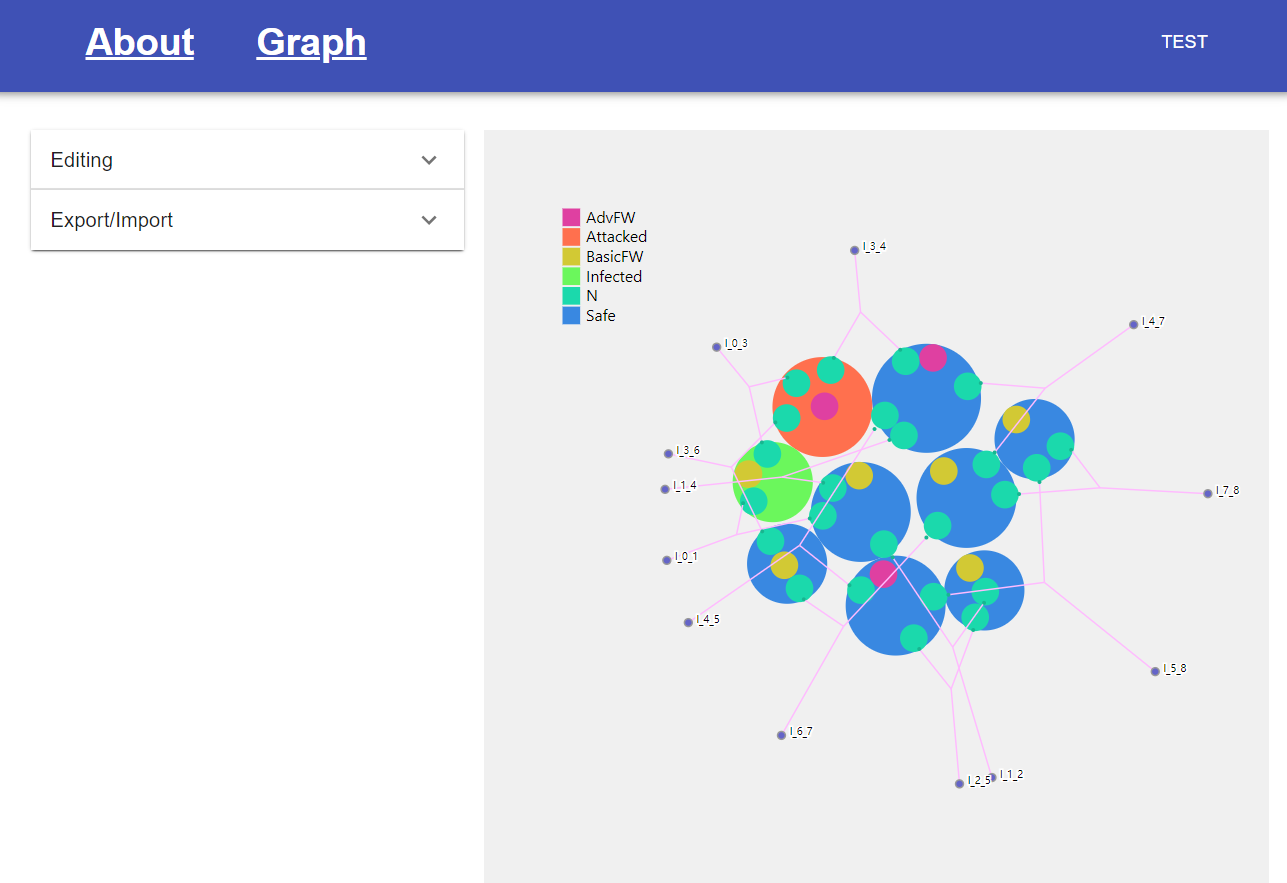 About Graph TEST
Editing
Export/Import
AdvFW
Attacked
BasicFW
Infected
N
Safe
l_3_4
l_4_7
l_0_3
l_3_6
l_1_4
l_7_8
l_0_1
l_4_5
l_5_8
l_6_7
l_2_5
l_1_2